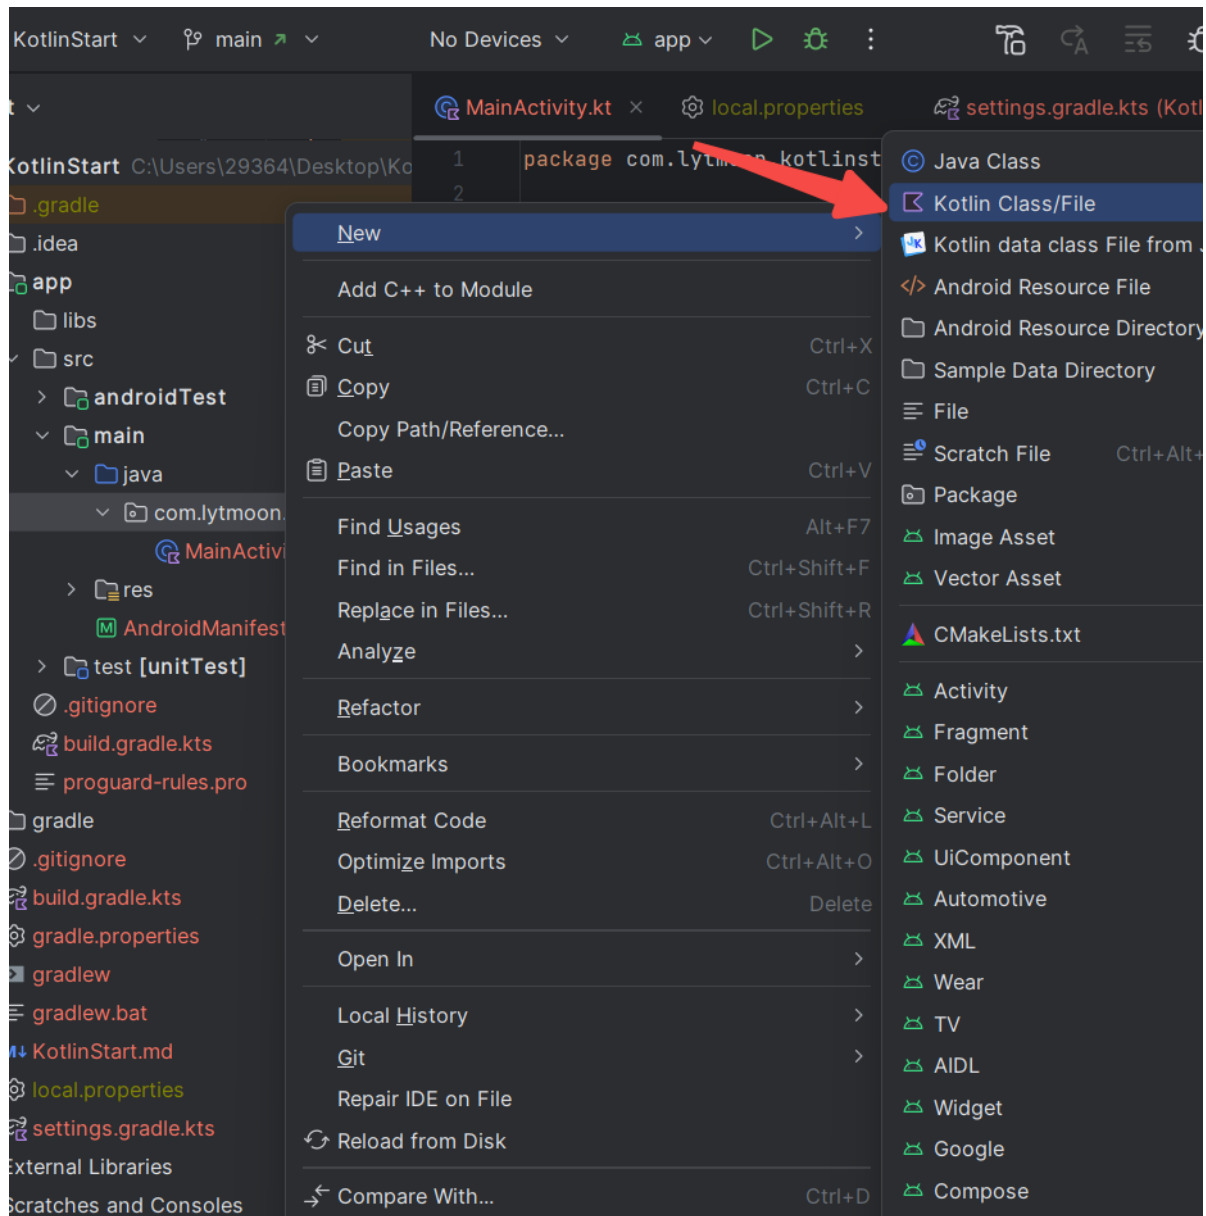 KotlinStart main No Devices app
MainActivity.kt local.properties settings.gradle.kts (Kotl
KotlinStart C:\Users\29364\Desktop\Ko
.gradle
.idea
app
libs
src
androidTest
main
java
com.lytmoon.
MainActivi
res
AndroidManifest
test [unitTest]
.gitignore
build.gradle.kts
proguard-rules.pro
gradle
.gitignore
build.gradle.kts
gradle.properties
gradlew
gradlew.bat
KotlinStart.md
local.properties
settings.gradle.kts
External Libraries
Scratches and Consoles
1 package com.lytmoon.kotlinst
2
New
Add C++ to Module
Cut Ctrl+X
Copy Ctrl+C
Copy Path/Reference...
Paste Ctrl+V
Find Usages Alt+F7
Find in Files... Ctrl+Shift+F
Replace in Files... Ctrl+Shift+R
Analyze
Refactor
Bookmarks
Reformat Code Ctrl+Alt+L
Optimize Imports Ctrl+Alt+O
Delete... Delete
Open In
Local History
Git
Repair IDE on File
Reload from Disk
Compare With... Ctrl+D
Java Class
Kotlin Class/File
Kotlin data class File from
Android Resource File
Android Resource Directory
Sample Data Directory
File
Scratch File Ctrl+Alt+
Package
Image Asset
Vector Asset
CMakeLists.txt
Activity
Fragment
Folder
Service
UiComponent
Automotive
XML
Wear
TV
AIDL
Widget
Google
Compose